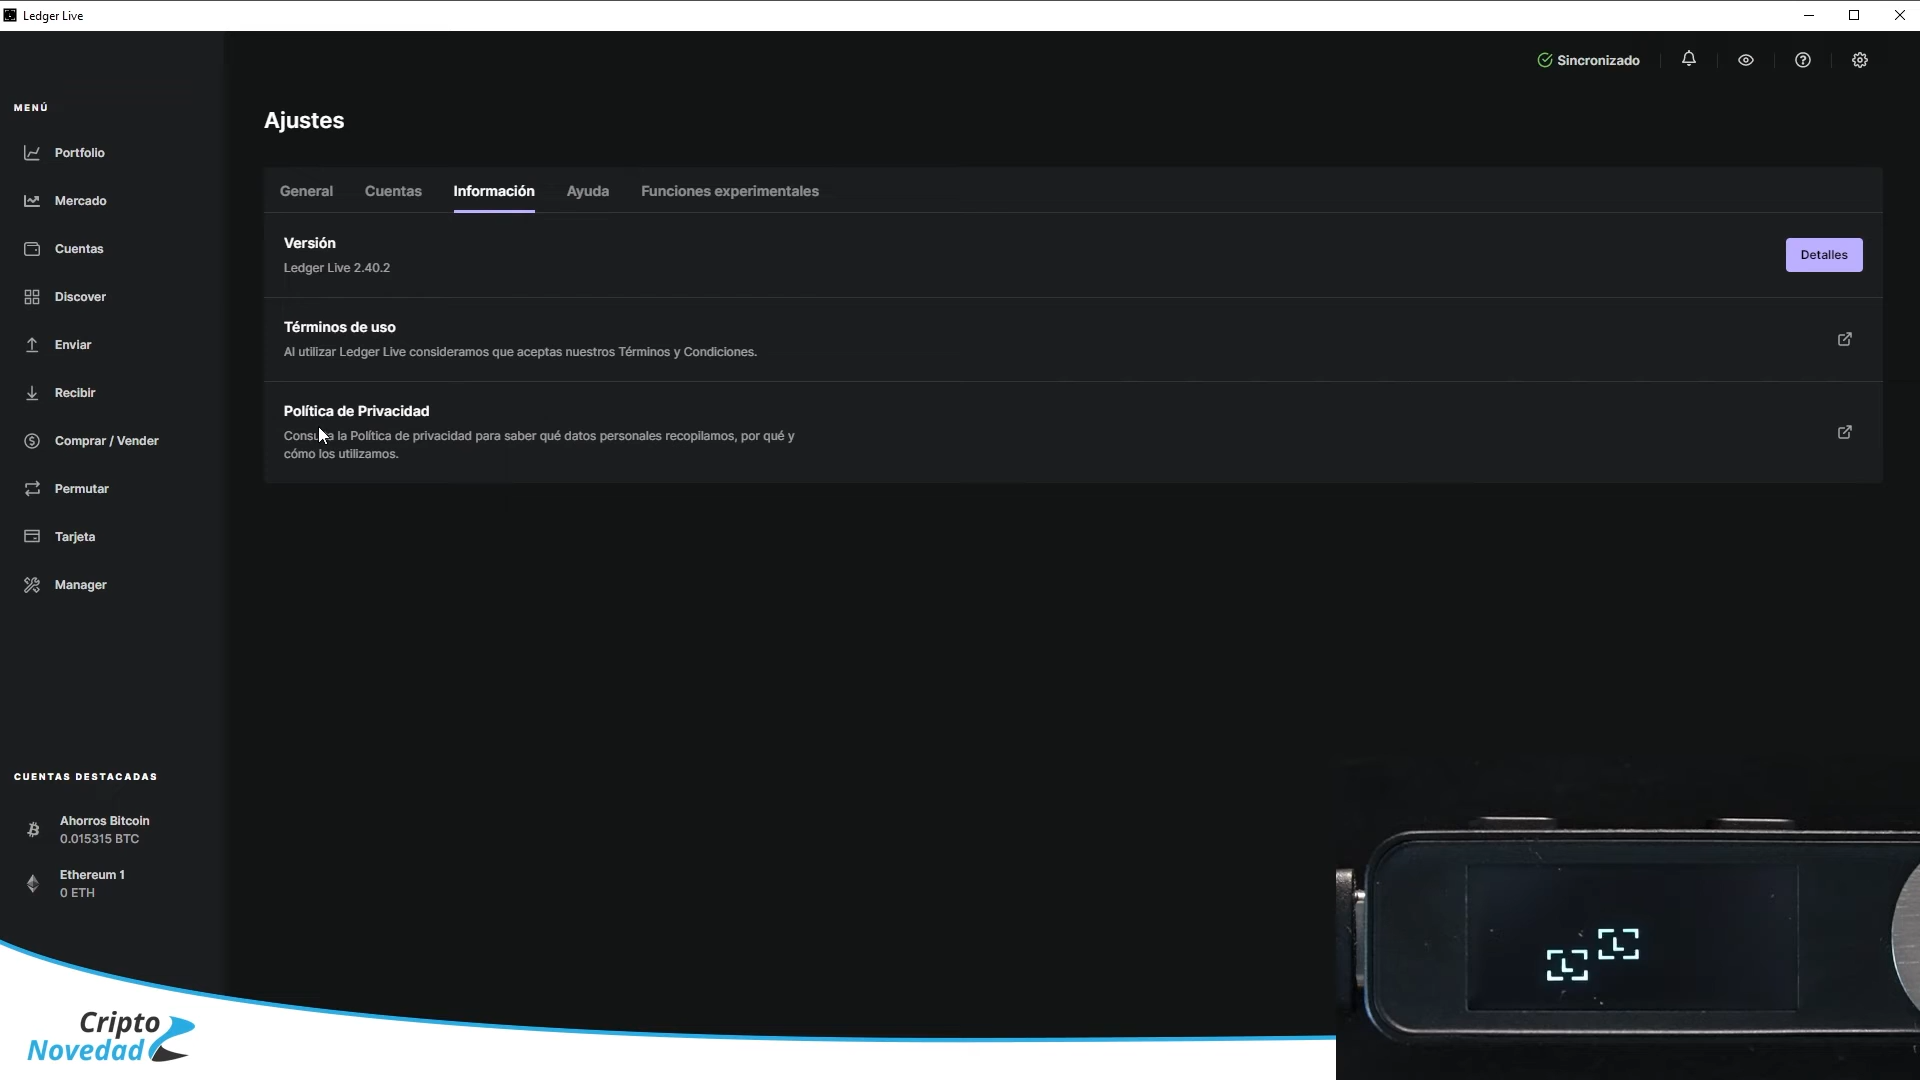 Ledger Live
Sincronizado
MENÚ
Portfolio
Mercado
Cuentas
Discover
Enviar
Recibir
Comprar / Vender
Permutar
Tarjeta
Manager
CUENTAS DESTACADAS
Ahorros Bitcoin
0.015315 BTC
Ethereum 1
0 ETH
Ajustes
General Cuentas Información Ayuda Funciones experimentales
Versión
Ledger Live 2.40.2
Detalles
Términos de uso
Al utilizar Ledger Live consideramos que aceptas nuestros Términos y Condiciones.
Política de Privacidad
Consulta la Política de privacidad para saber qué datos personales recopilamos, por qué y
cómo los utilizamos.
Cripto
Novedad